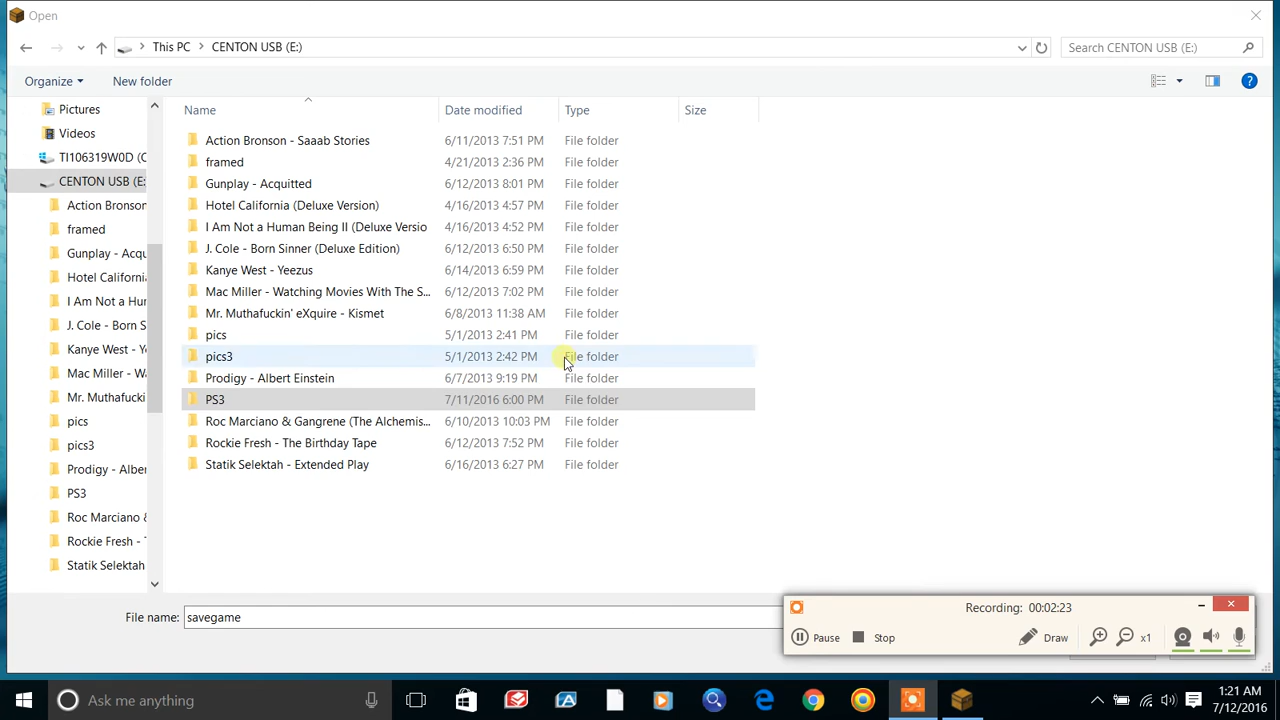 Open
This PC > CENTON USB (E:)
Search CENTON USB (E:)
Organize
New folder
Pictures
Videos
TI106319W0D (C
CENTON USB (E:
Action Bronson
framed
Gunplay - Acqu
Hotel California
I Am Not a Hum
J. Cole - Born S
Kanye West - Ye
Mac Miller - Wa
Mr. Muthafuckin
pics
pics3
Prodigy - Alber
PS3
Roc Marciano &
Rockie Fresh - T
Statik Selektah
Name Date modified Type Size
Action Bronson - Saaab Stories 6/11/2013 7:51 PM File folder
framed 4/21/2013 2:36 PM File folder
Gunplay - Acquitted 6/12/2013 8:01 PM File folder
Hotel California (Deluxe Version) 4/16/2013 4:57 PM File folder
I Am Not a Human Being II (Deluxe Versio 4/16/2013 4:52 PM File folder
J. Cole - Born Sinner (Deluxe Edition) 6/12/2013 6:50 PM File folder
Kanye West - Yeezus 6/14/2013 6:59 PM File folder
Mac Miller - Watching Movies With The S... 6/12/2013 7:02 PM File folder
Mr. Muthafuckin' eXquire - Kismet 6/8/2013 11:38 AM File folder
pics 5/1/2013 2:41 PM File folder
pics3 5/1/2013 2:42 PM File folder
Prodigy - Albert Einstein 6/7/2013 9:19 PM File folder
PS3 7/11/2016 6:00 PM File folder
Roc Marciano & Gangrene (The Alchemis... 6/10/2013 10:03 PM File folder
Rockie Fresh - The Birthday Tape 6/12/2013 7:52 PM File folder
Statik Selektah - Extended Play 6/16/2013 6:27 PM File folder
File name: savegame
Recording: 00:02:23
Pause Stop Draw x1
Ask me anything
1:21 AM
7/12/2016